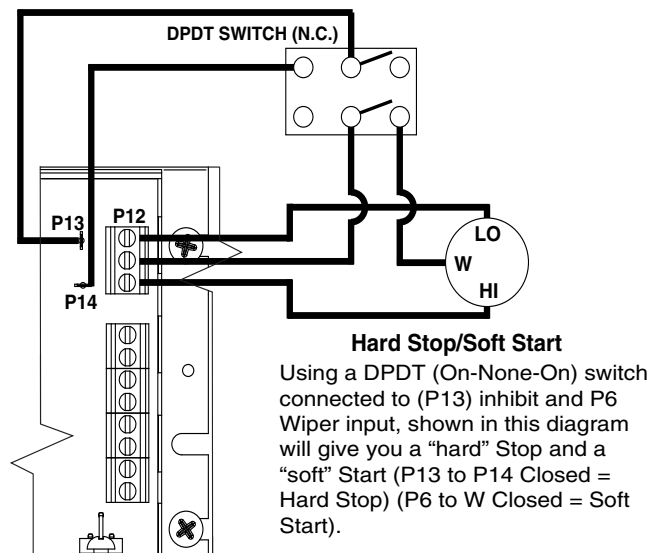 DPDT SWITCH (N.C.)
P13
P12
P14
LO
W
HI
Hard Stop/Soft Start
Using a DPDT (On-None-On) switch
connected to (P13) inhibit and P6
Wiper input, shown in this diagram
will give you a “hard” Stop and a
“soft” Start (P13 to P14 Closed =
Hard Stop) (P6 to W Closed = Soft
Start).